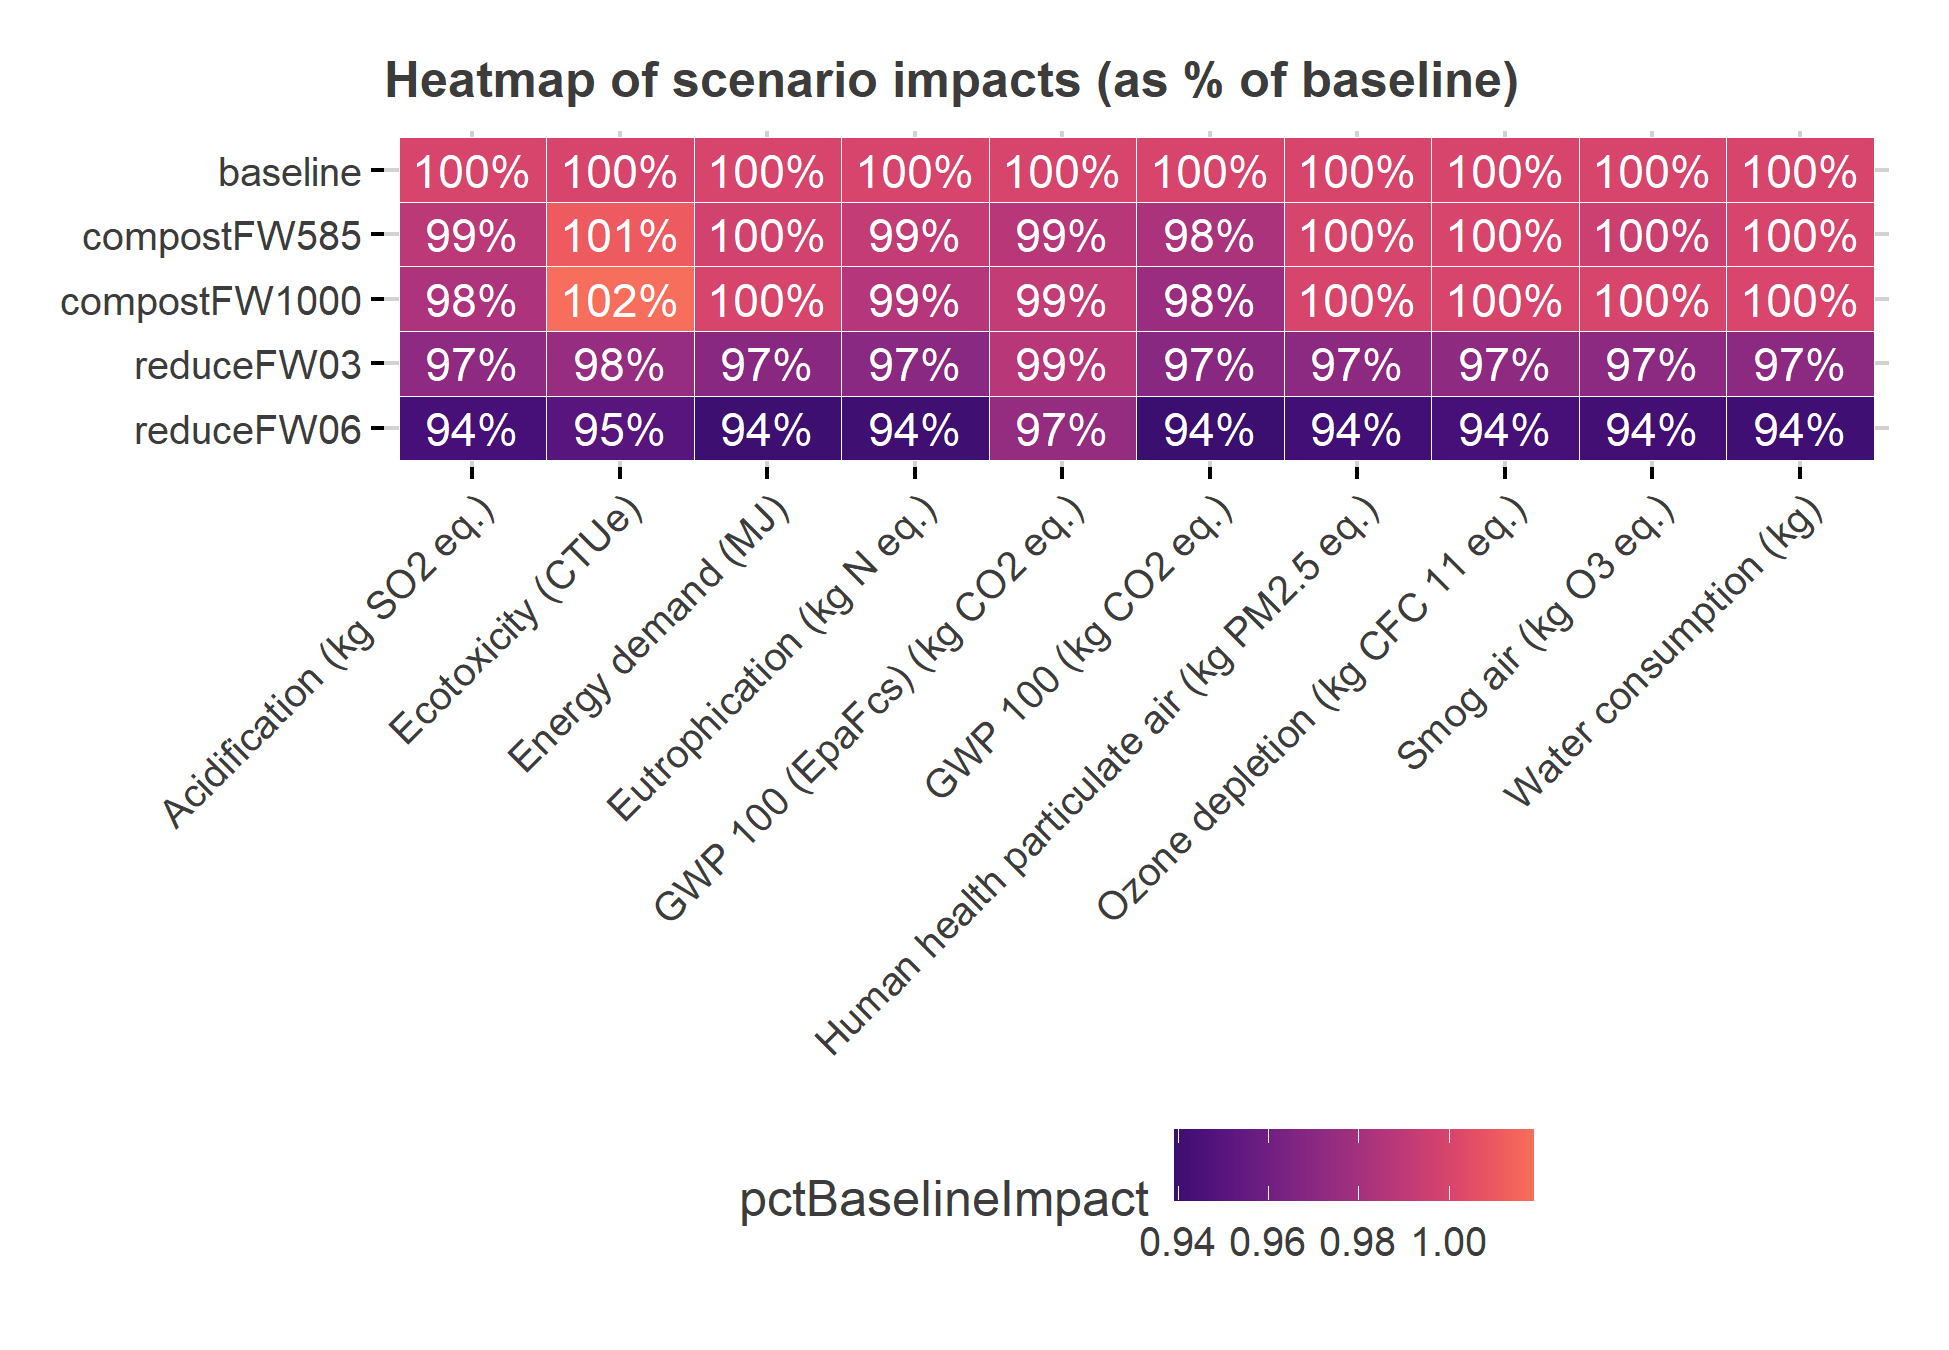 Heatmap of scenario impacts (as % of baseline)
baseline 100% 100% 100% 100% 100% 100% 100% 100% 100% 100%
compostFW585 99% 101% 100% 99% 99% 98% 100% 100% 100% 100%
compostFW1000 98% 102% 100% 99% 99% 98% 100% 100% 100% 100%
reduceFW03 97% 98% 97% 97% 99% 97% 97% 97% 97% 97%
reduceFW06 94% 95% 94% 94% 97% 94% 94% 94% 94% 94%
Acidification (kg SO2 eq.)
Ecotoxicity (CTUe)
Energy demand (MJ)
Eutrophication (kg N eq.)
GWP 100 (EpaFcs) (kg CO2 eq.)
GWP 100 (kg CO2 eq.)
Human health particulate air (kg PM2.5 eq.)
Ozone depletion (kg CFC 11 eq.)
Smog air (kg O3 eq.)
Water consumption (kg)
pctBaselineImpact
0.94 0.96 0.98 1.00